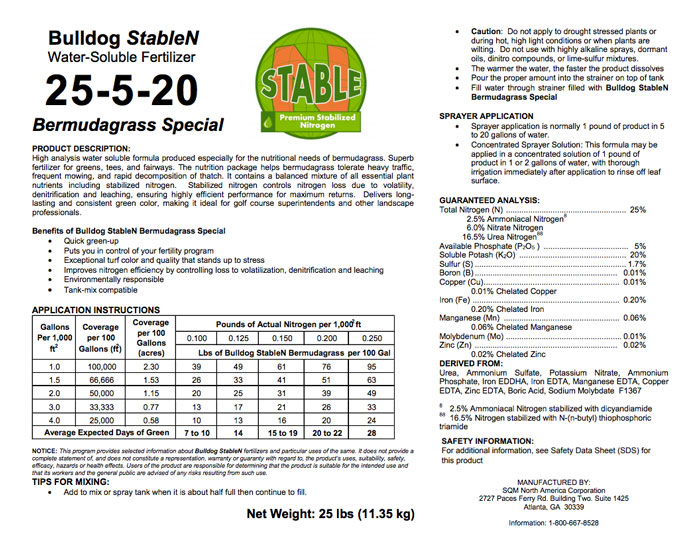 Bulldog StableN
Water-Soluble Fertilizer
25-5-20
Bermudagrass Special
N
STABLE
Premium Stabilized
Nitrogen
PRODUCT DESCRIPTION:
High analysis water soluble formula produced especially for the nutritional needs of bermudagrass. Superb
fertilizer for greens, tees, and fairways. The nutrition package helps bermudagrass tolerate heavy traffic,
frequent mowing, and rapid decomposition of thatch. It contains a balanced mixture of all essential plant
nutrients including stabilized nitrogen. Stabilized nitrogen controls nitrogen loss due to volatility,
denitrification and leaching, ensuring highly efficient performance for maximum returns. Delivers long-
lasting and consistent green color, making it ideal for golf course superintendents and other landscape
professionals.
Benefits of Bulldog StableN Bermudagrass Special
• Quick green-up
• Puts you in control of your fertility program
• Exceptional turf color and quality that stands up to stress
• Improves nitrogen efficiency by controlling loss to volatilization, denitrification and leaching
• Environmentally responsible
• Tank-mix compatible
APPLICATION INSTRUCTIONS
Gallons Per 1,000 ft² Coverage per 100 Gallons (ft²) Coverage per 100 Gallons (acres) Pounds of Actual Nitrogen per 1,000 ft²
0.100 0.125 0.150 0.200 0.250
Lbs of Bulldog StableN Bermudagrass per 100 Gal
1.0 100,000 2.30 39 49 61 76 95
1.5 66,666 1.53 26 33 41 51 63
2.0 50,000 1.15 20 25 31 39 49
3.0 33,333 0.77 13 17 21 26 33
4.0 25,000 0.58 10 13 16 20 24
Average Expected Days of Green 7 to 10 14 15 to 19 20 to 22 28
NOTICE: This program provides selected information about Bulldog StableN fertilizers and particular uses of the same. It does not provide a
complete statement of, and does not constitute a representation, warranty or guaranty with regard to, the product's uses, suitability, safety,
efficacy, hazards or health effects. Users of the product are responsible for determining that the product is suitable for the intended use and
that its workers and the general public are advised of any risks resulting from such use.
TIPS FOR MIXING:
• Add to mix or spray tank when it is about half full then continue to fill.
• Caution: Do not apply to drought stressed plants or
during hot, high light conditions or when plants are
wilting. Do not use with highly alkaline sprays, dormant
oils, dinitro compounds, or lime-sulfur mixtures.
• The warmer the water, the faster the product dissolves
• Pour the proper amount into the strainer on top of tank
• Fill water through strainer filled with Bulldog StableN
Bermudagrass Special
SPRAYER APPLICATION
• Sprayer application is normally 1 pound of product in 5
to 20 gallons of water.
• Concentrated Sprayer Solution: This formula may be
applied in a concentrated solution of 1 pound of
product in 1 or 2 gallons of water, with thorough
irrigation immediately after application to rinse off leaf
surface.
GUARANTEED ANALYSIS:
Total Nitrogen (N) ........ 25%
2.5% Ammoniacal Nitrogen⁸
6.0% Nitrate Nitrogen
16.5% Urea Nitrogen⁸⁸
Available Phosphate (P₂O₅ ) ........ 5%
Soluble Potash (K₂O) ........ 20%
Sulfur (S) ........ 1.7%
Boron (B) ........ 0.01%
Copper (Cu) ........ 0.01%
0.01% Chelated Copper
Iron (Fe) ........ 0.20%
0.20% Chelated Iron
Manganese (Mn) ........ 0.06%
0.06% Chelated Manganese
Molybdenum (Mo) ........ 0.01%
Zinc (Zn) ........ 0.02%
0.02% Chelated Zinc
DERIVED FROM:
Urea, Ammonium Sulfate, Potassium Nitrate, Ammonium
Phosphate, Iron EDDHA, Iron EDTA, Manganese EDTA, Copper
EDTA, Zinc EDTA, Boric Acid, Sodium Molybdate F1367
⁸ 2.5% Ammoniacal Nitrogen stabilized with dicyandiamide
⁸⁸ 16.5% Nitrogen stabilized with N-(n-butyl) thiophosphoric
triamide
SAFETY INFORMATION:
For additional information, see Safety Data Sheet (SDS) for
this product
MANUFACTURED BY:
SQM North America Corporation
2727 Paces Ferry Rd. Building Two. Suite 1425
Atlanta, GA 30339
Information: 1-800-667-8528
Net Weight: 25 lbs (11.35 kg)